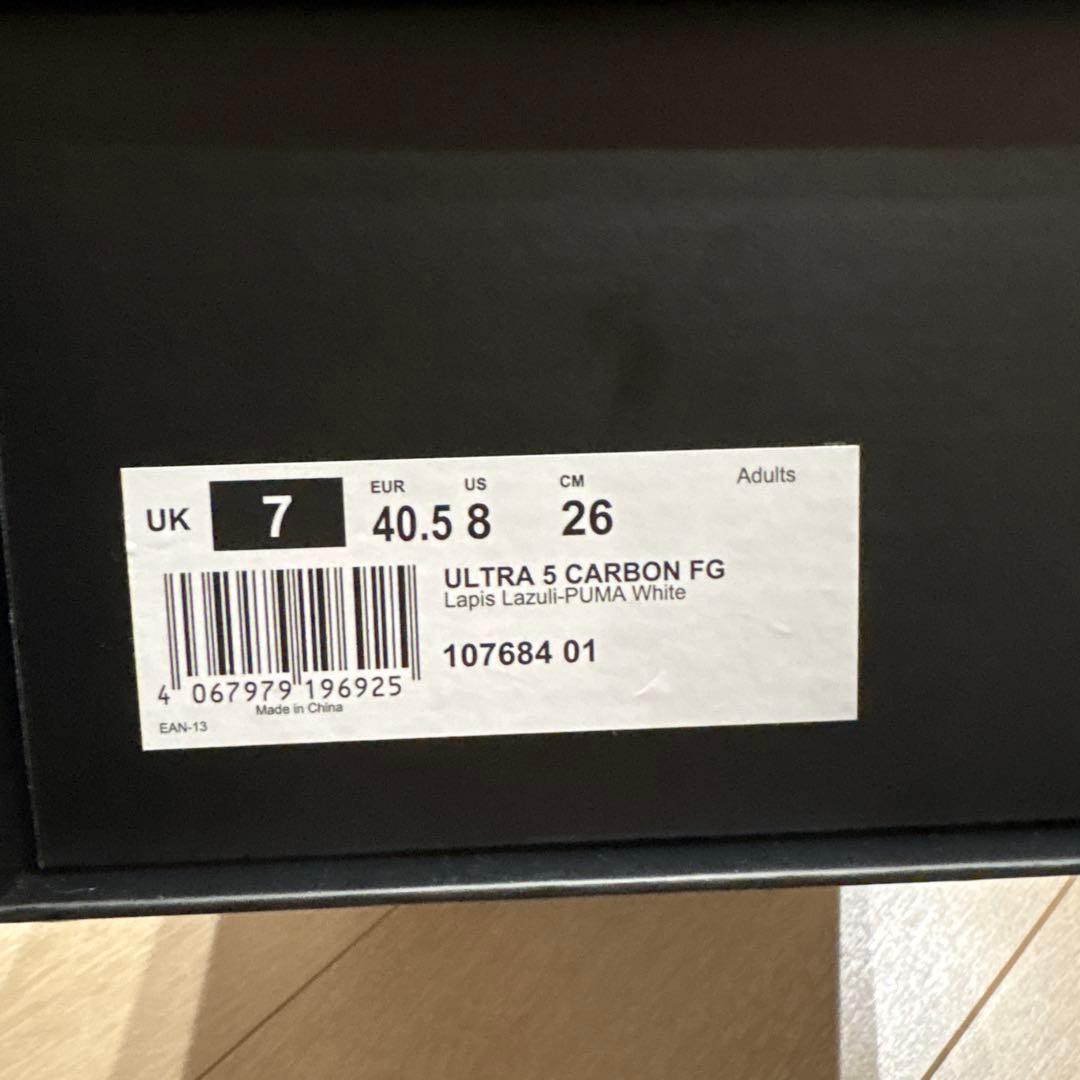 UK 7 EUR 40.5 US 8 CM 26 Adults
ULTRA 5 CARBON FG
Lapis Lazuli-PUMA White
107684 01
4 067979 196925
Made in China
EAN-13